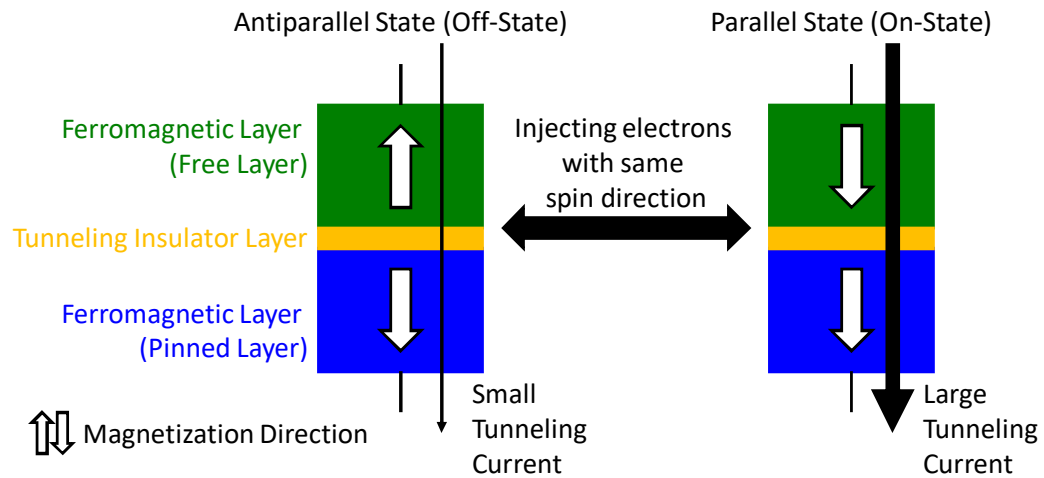 Antiparallel State (Off-State)
Parallel State (On-State)
Ferromagnetic Layer
(Free Layer)
Injecting electrons
with same
spin direction
Tunneling Insulator Layer
Ferromagnetic Layer
(Pinned Layer)
Magnetization Direction
Small
Tunneling
Current
Large
Tunneling
Current